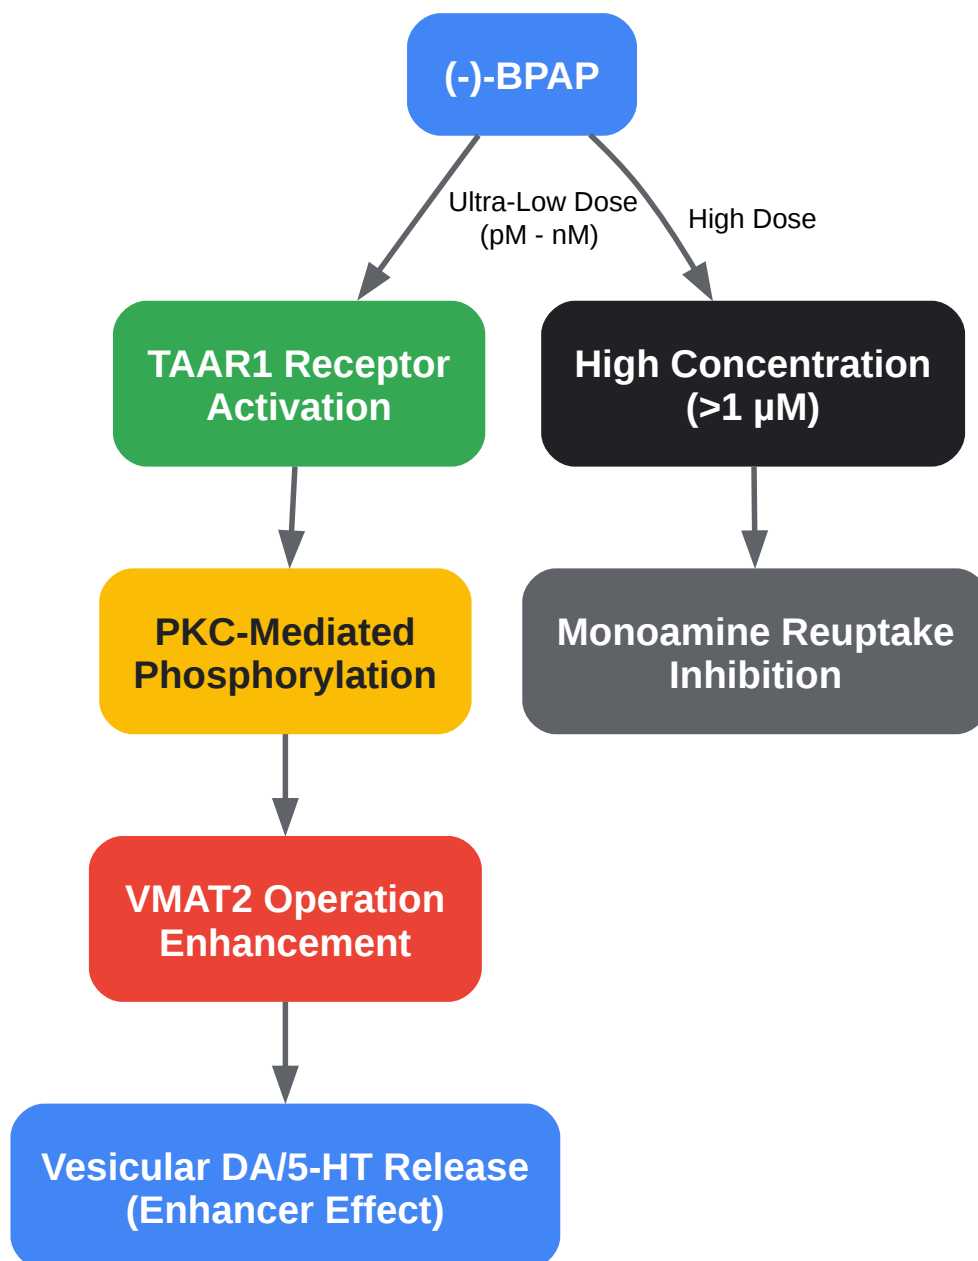 (-)-BPAP
Ultra-Low Dose
(pM - nM)
High Dose
TAAR1 Receptor
Activation
High Concentration
(>1 µM)
PKC-Mediated
Phosphorylation
Monoamine Reuptake
Inhibition
VMAT2 Operation
Enhancement
Vesicular DA/5-HT Release
(Enhancer Effect)